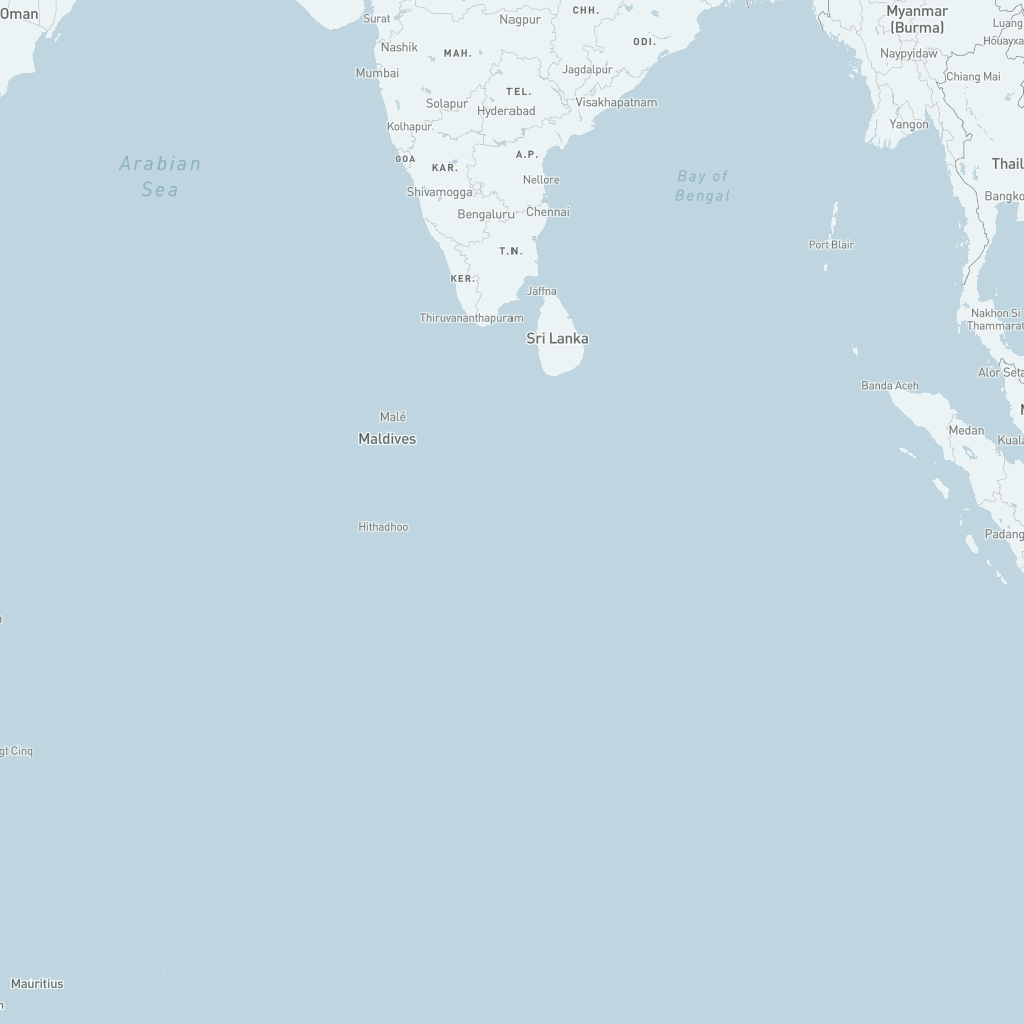 Oman
Surat
Nagpur
CHH.
Myanmar
(Burma)
Luang
Houayxa
Nashik
MAH.
ODI.
Naypyidaw
Mumbai
Jagdalpur
Chiang Mai
TEL.
Solapur
Hyderabad
Visakhapatnam
Kolhapur
Yangon
GOA
KAR.
A.P.
Arabian
Sea
Thail
Nellore
Bay of
Bengal
Shivamogga
Bangko
Bengaluru
Chennai
T.N.
Port Blair
KER.
Jaffna
Thiruvananthapuram
Nakhon Si
Thammarat
Sri Lanka
Alor Seta
Banda Aceh
Malé
Maldives
Medan
Kuala
Hithadhoo
Padang
gt Cinq
Mauritius